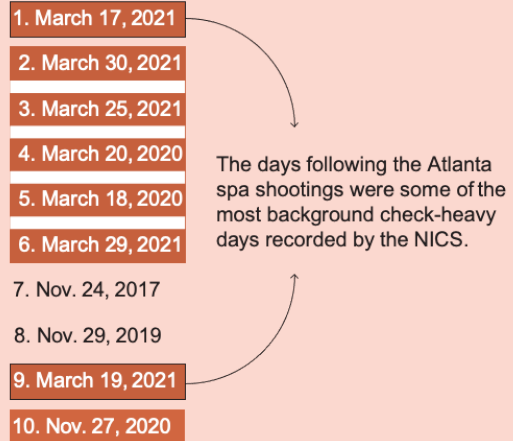 1. March 17, 2021
2. March 30, 2021
3. March 25, 2021
4. March 20, 2020
5. March 18, 2020
6. March 29, 2021
7. Nov. 24, 2017
8. Nov. 29, 2019
9. March 19, 2021
10. Nov. 27, 2020
The days following the Atlanta
spa shootings were some of the
most background check-heavy
days recorded by the NICS.